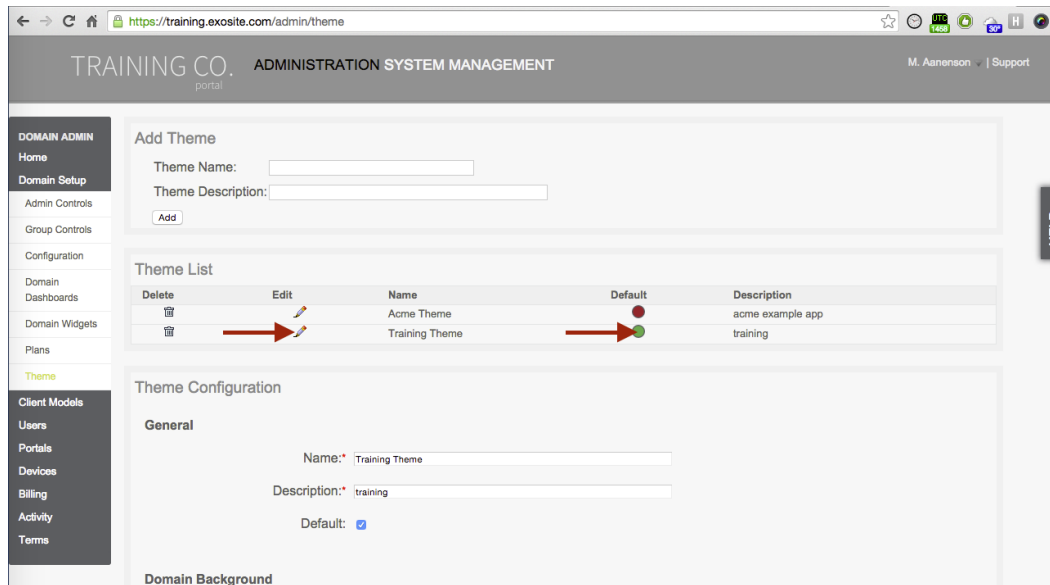 https://training.exosite.com/admin/theme
UTC
1458
30°
H
TRAINING CO.
portal
ADMINISTRATION SYSTEM MANAGEMENT
M. Aanenson | Support
DOMAIN ADMIN
Home
Domain Setup
Admin Controls
Group Controls
Configuration
Domain
Dashboards
Domain Widgets
Plans
Theme
Client Models
Users
Portals
Devices
Billing
Activity
Terms
Add Theme
Theme Name:
Theme Description:
Add
Theme List
Delete Edit Name Default Description
Acme Theme acme example app
Training Theme training
Theme Configuration
General
Name:* Training Theme
Description:* training
Default:
Domain Background